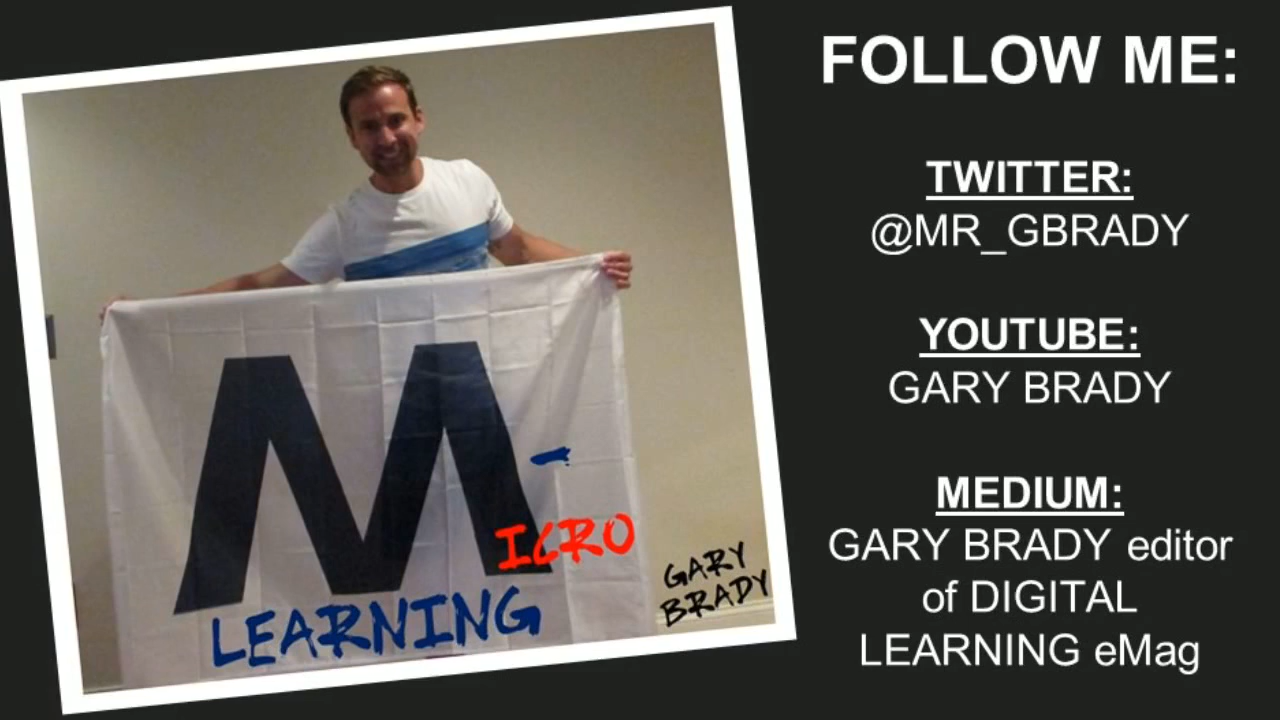 M-
ICRO
LEARNING
GARY
BRADY
FOLLOW ME:
TWITTER:
@MR_GBRADY
YOUTUBE:
GARY BRADY
MEDIUM:
GARY BRADY editor
of DIGITAL
LEARNING eMag